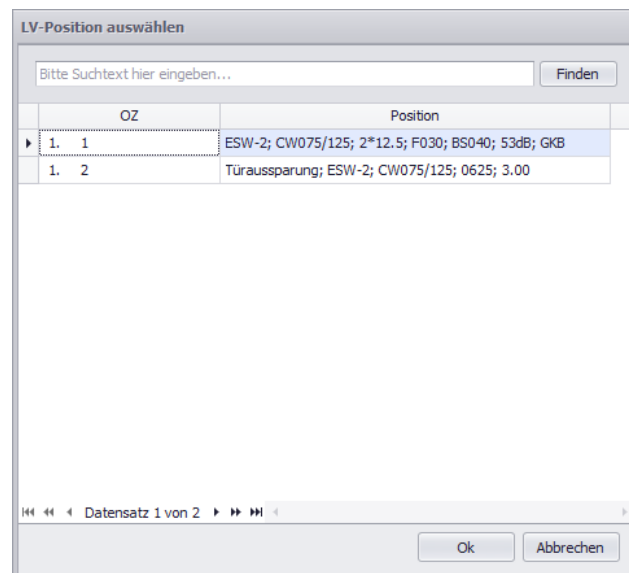 LV-Position auswählen
Bitte Suchtext hier eingeben... Finden
OZ Position
1. 1 ESW-2; CW075/125; 2*12.5; F030; BS040; 53dB; GKB
1. 2 Türaussparung; ESW-2; CW075/125; 0625; 3.00
Datensatz 1 von 2
Ok Abbrechen